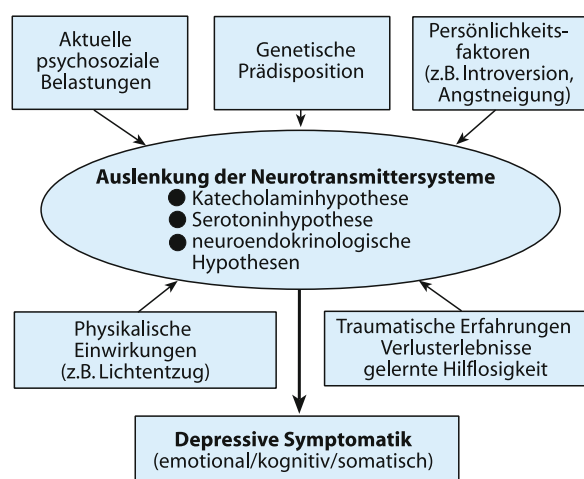 Aktuelle
psychosoziale
Belastungen
Genetische
Prädisposition
Persönlichkeits-
faktoren
(z.B. Introversion,
Angstneigung)
Auslenkung der Neurotransmittersysteme
● Katecholaminhypothese
● Serotoninhypothese
● neuroendokrinologische
Hypothesen
Physikalische
Einwirkungen
(z.B. Lichtentzug)
Traumatische Erfahrungen
Verlusterlebnisse
gelernte Hilflosigkeit
Depressive Symptomatik
(emotional/kognitiv/somatisch)